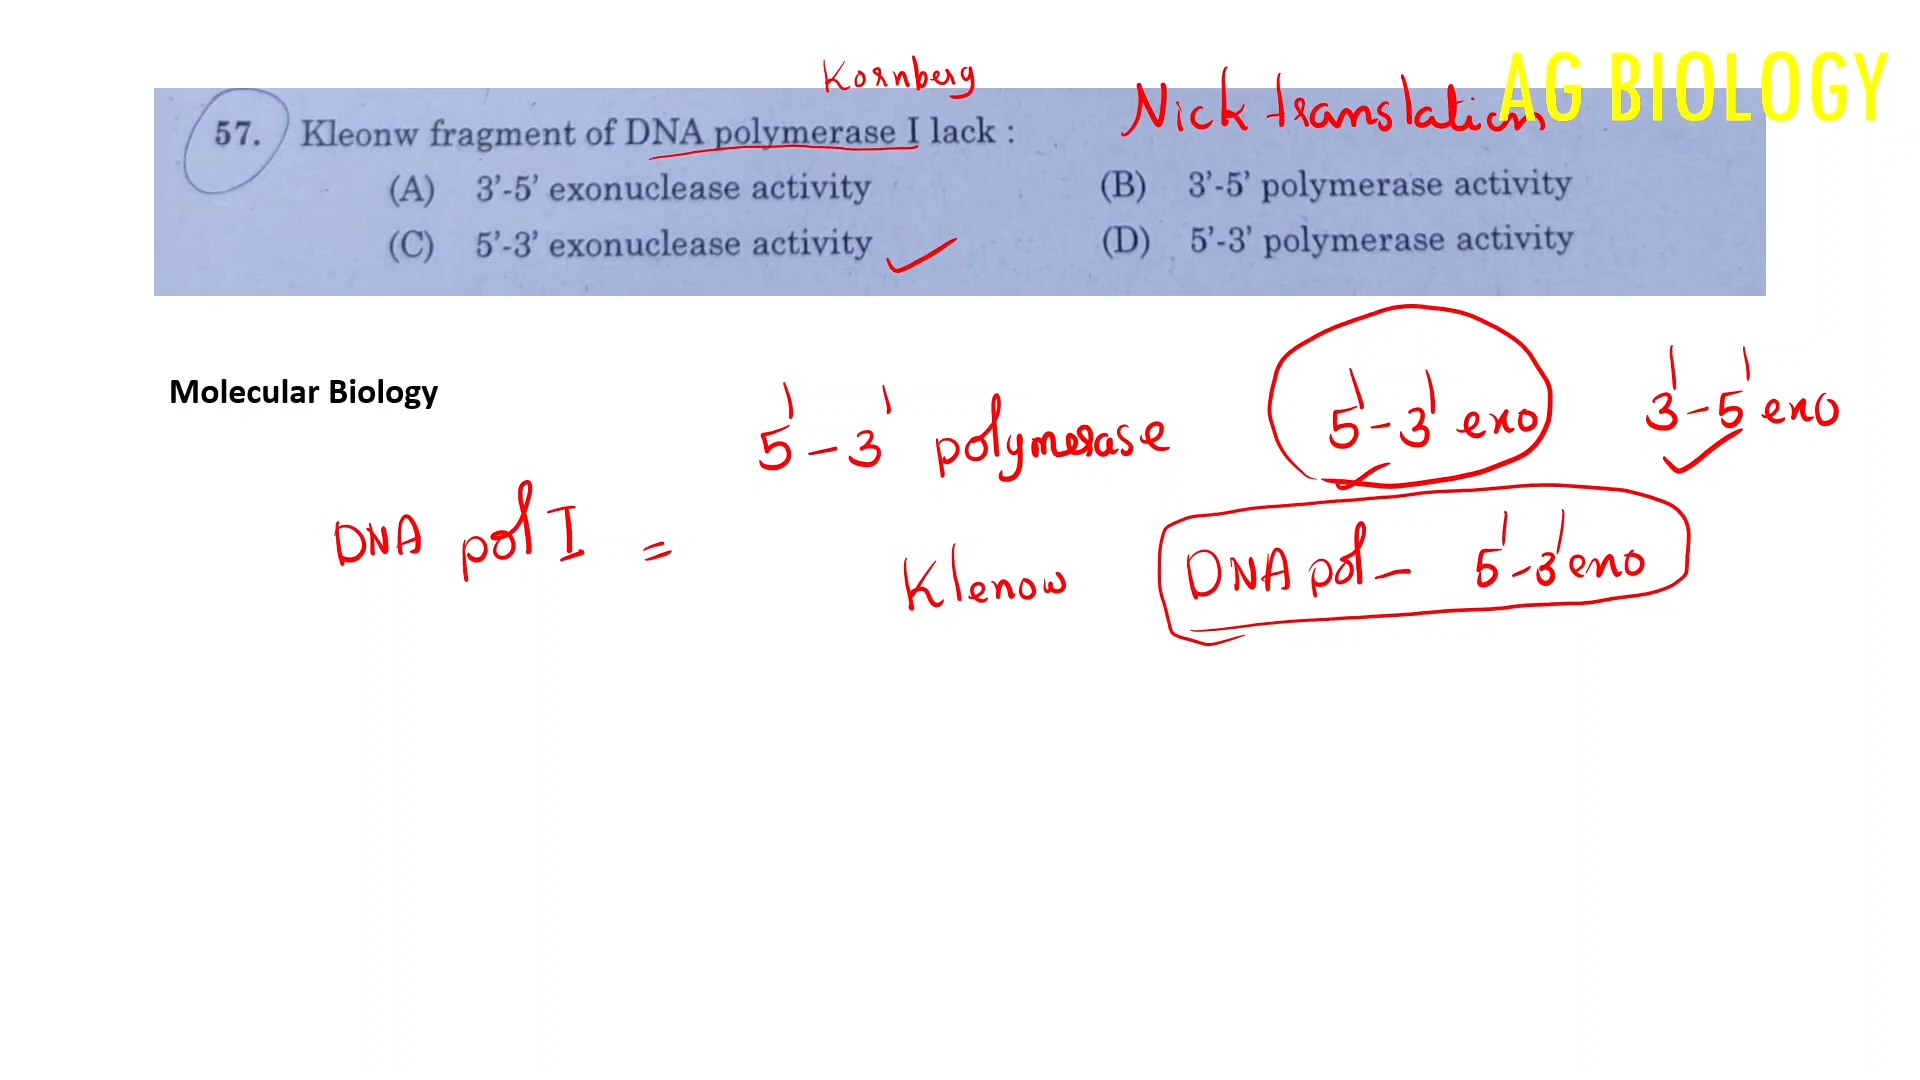 Kornberg
AG BIOLOGY
Nick translation
57. Kleonw fragment of DNA polymerase I lack :
(A) 3’-5’ exonuclease activity
(B) 3’-5’ polymerase activity
(C) 5’-3’ exonuclease activity
(D) 5’-3’ polymerase activity
Molecular Biology
5'-3' polymerase
5'-3' exo
3'-5' exo
DNA pol I =
Klenow
DNA pol - 5'-3' exo